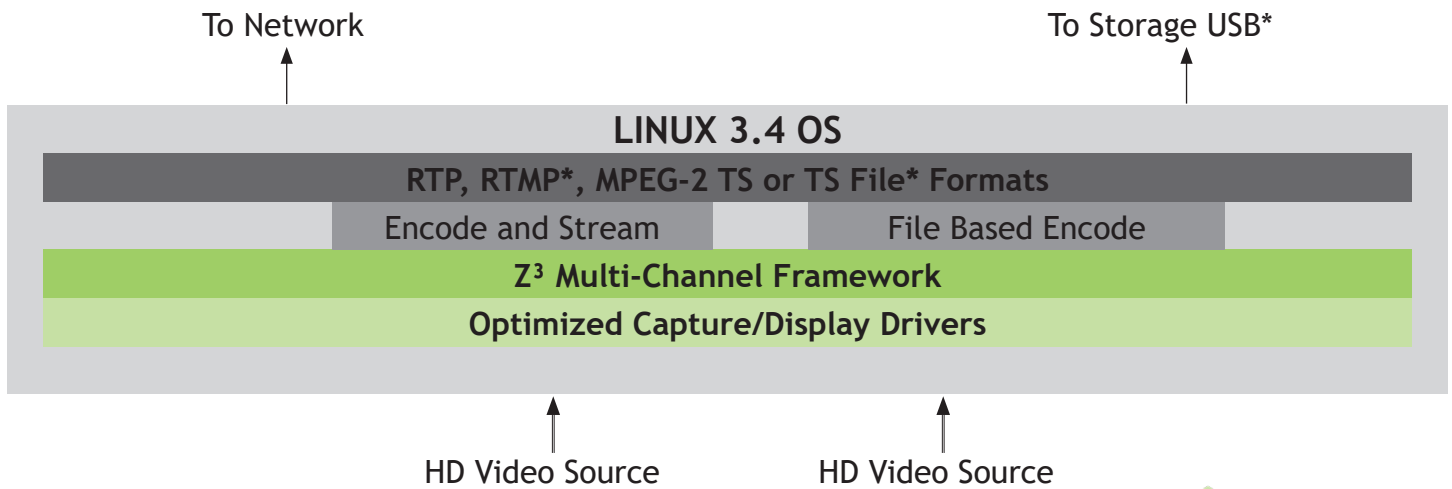 To Network
To Storage USB*
LINUX 3.4 OS
RTP, RTMP*, MPEG-2 TS or TS File* Formats
Encode and Stream
File Based Encode
Z³ Multi-Channel Framework
Optimized Capture/Display Drivers
HD Video Source
HD Video Source